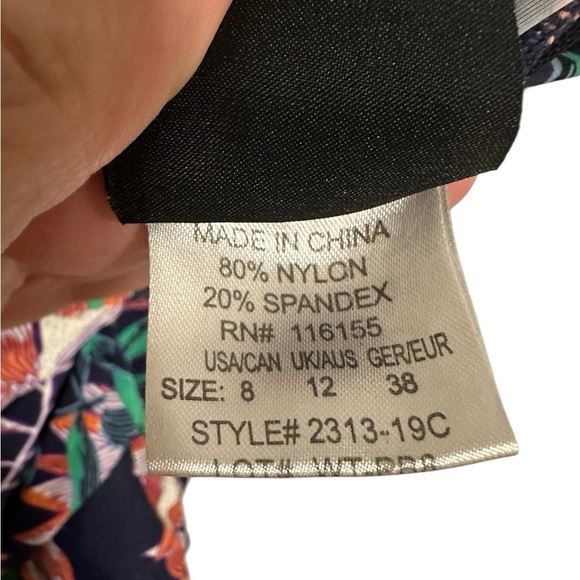 MADE IN CHINA
80% NYLON
20% SPANDEX
RN# 116155
USA/CAN UK/AUS GER/EUR
SIZE: 8 12 38
STYLE# 2313-19C